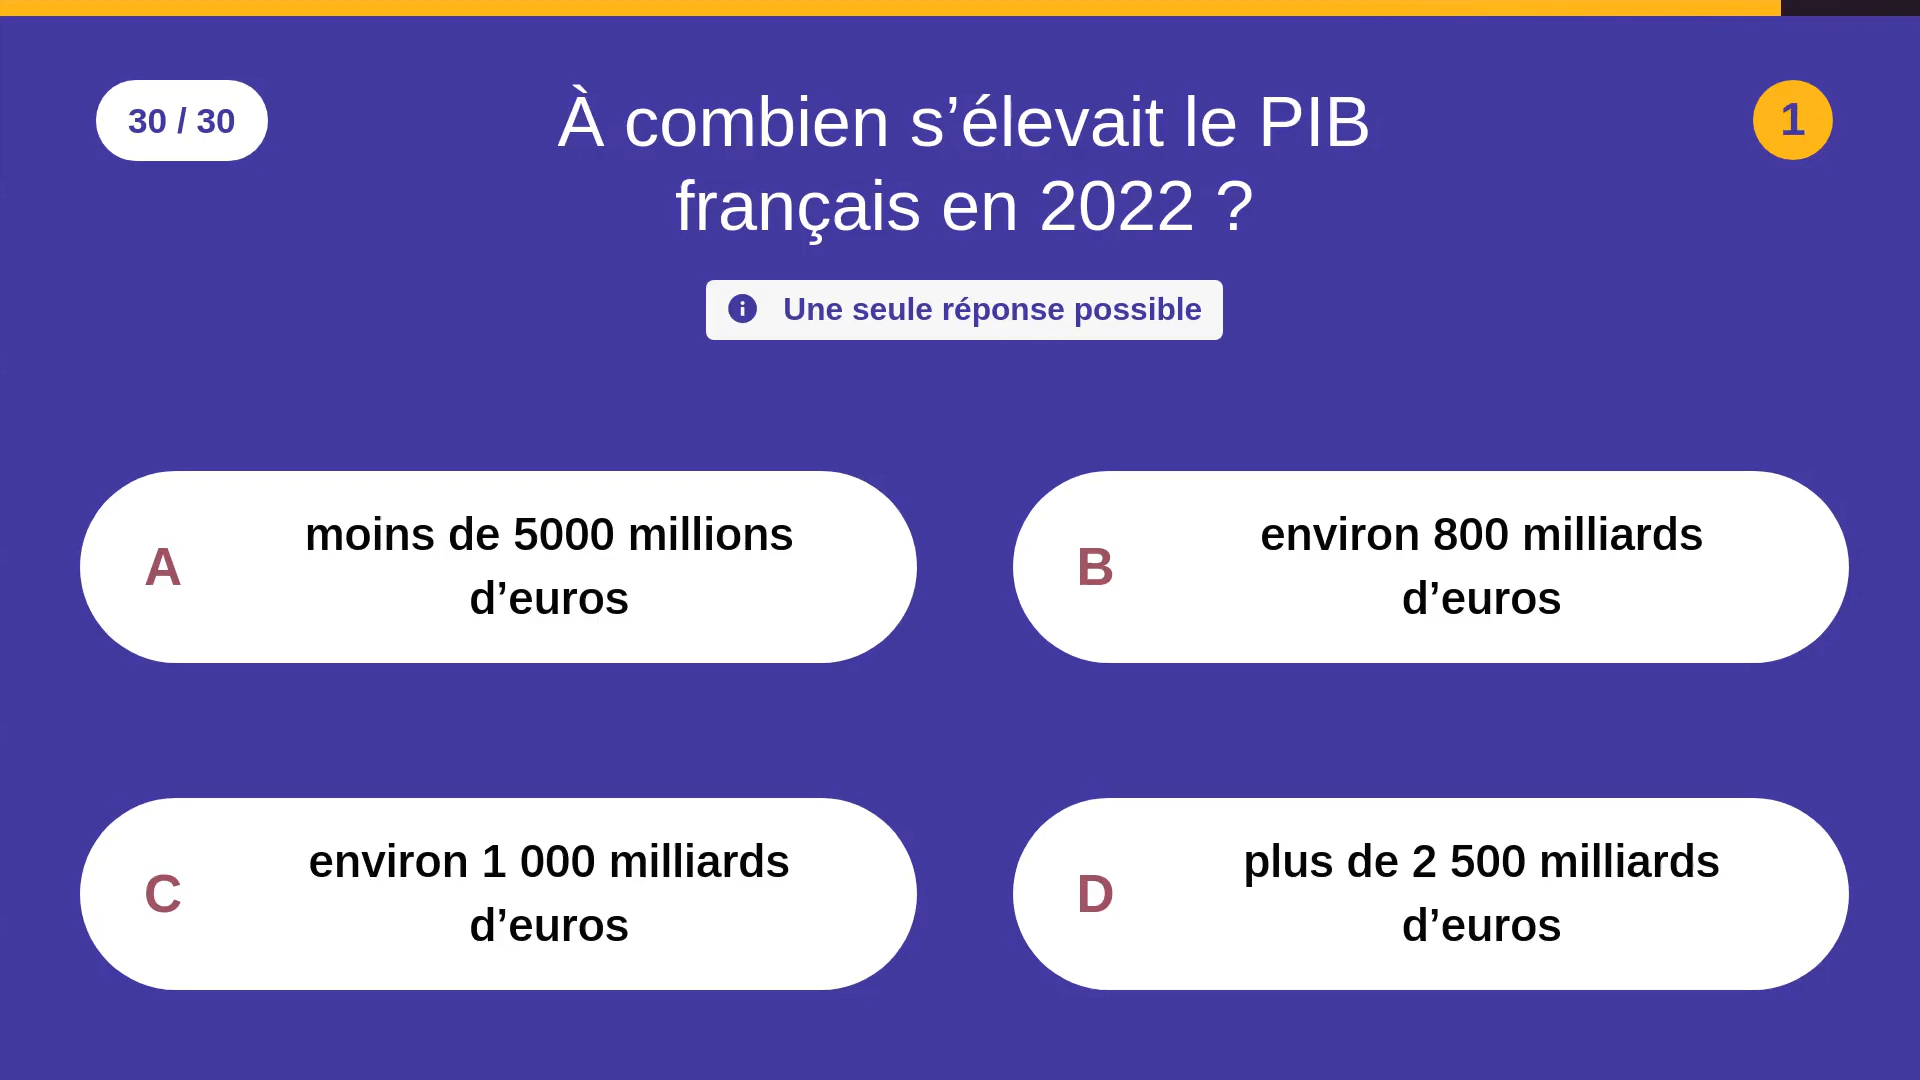 30 / 30
À combien s’élevait le PIB
français en 2022 ?
1
Une seule réponse possible
A
moins de 5000 millions
d’euros
B
environ 800 milliards
d’euros
C
environ 1 000 milliards
d’euros
D
plus de 2 500 milliards
d’euros